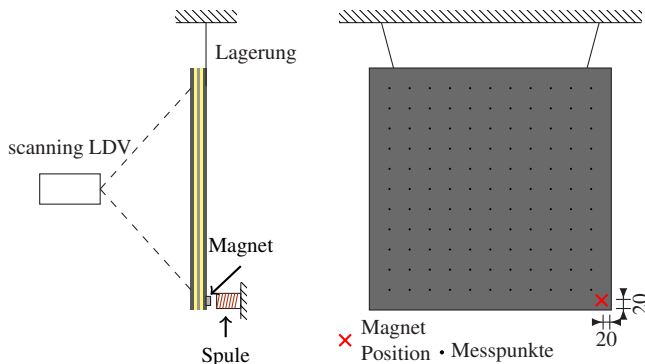 Lagerung
scanning LDV
Magnet
Spule
Magnet
Position
Messpunkte
20
20